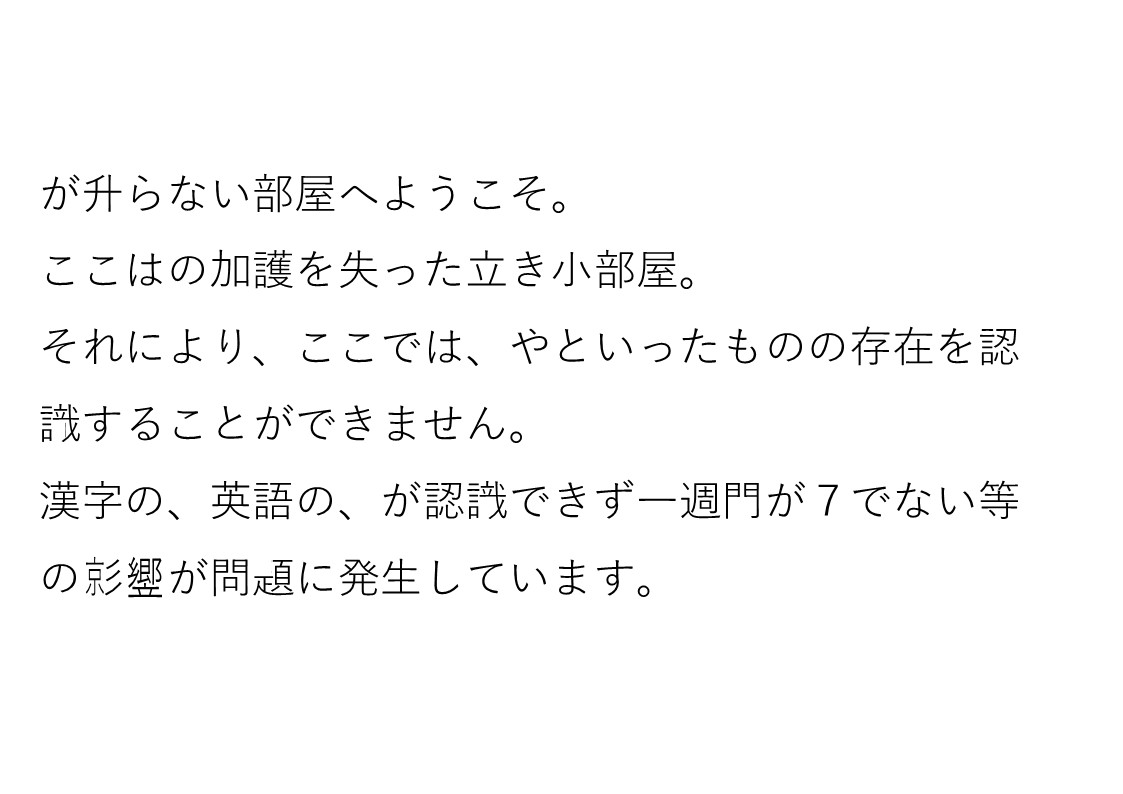 が升らない部屋へようこそ。
ここはの加護を失った立き小部屋。
それにより、ここでは、やといったものの存在を認
識することができません。
漢字の、英語の、が認識できず一週門が７でない等
の影響が問題に発生しています。